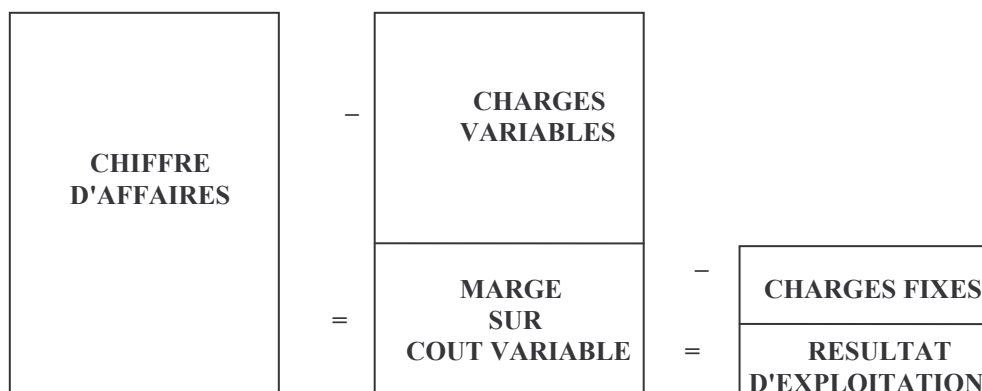 CHIFFRE
D'AFFAIRES
–
CHARGES
VARIABLES
=
MARGE
SUR
COUT VARIABLE
–
CHARGES FIXES
=
RESULTAT
D'EXPLOITATION